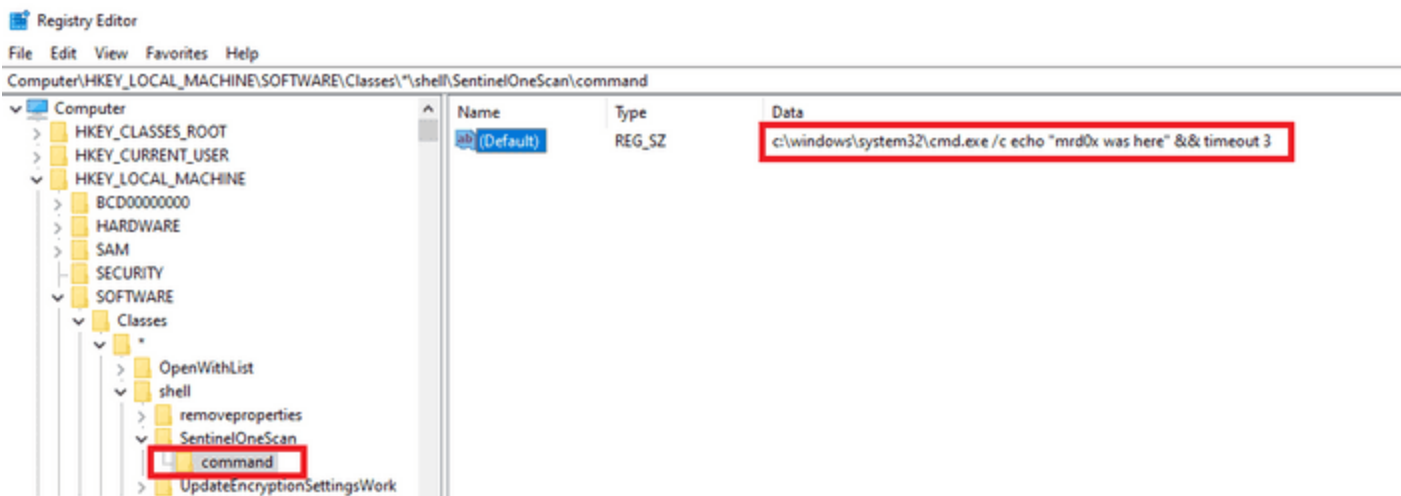 Registry Editor
File Edit View Favorites Help
Computer\HKEY_LOCAL_MACHINE\SOFTWARE\Classes\*\shell\SentinelOneScan\command
Computer
HKEY_CLASSES_ROOT
HKEY_CURRENT_USER
HKEY_LOCAL_MACHINE
BCD00000000
HARDWARE
SAM
SECURITY
SOFTWARE
Classes
*
OpenWithList
shell
removeproperties
SentinelOneScan
command
UpdateEncryptionSettingsWork
Name Type Data
ab (Default) REG_SZ c:\windows\system32\cmd.exe /c echo "mrd0x was here" && timeout 3